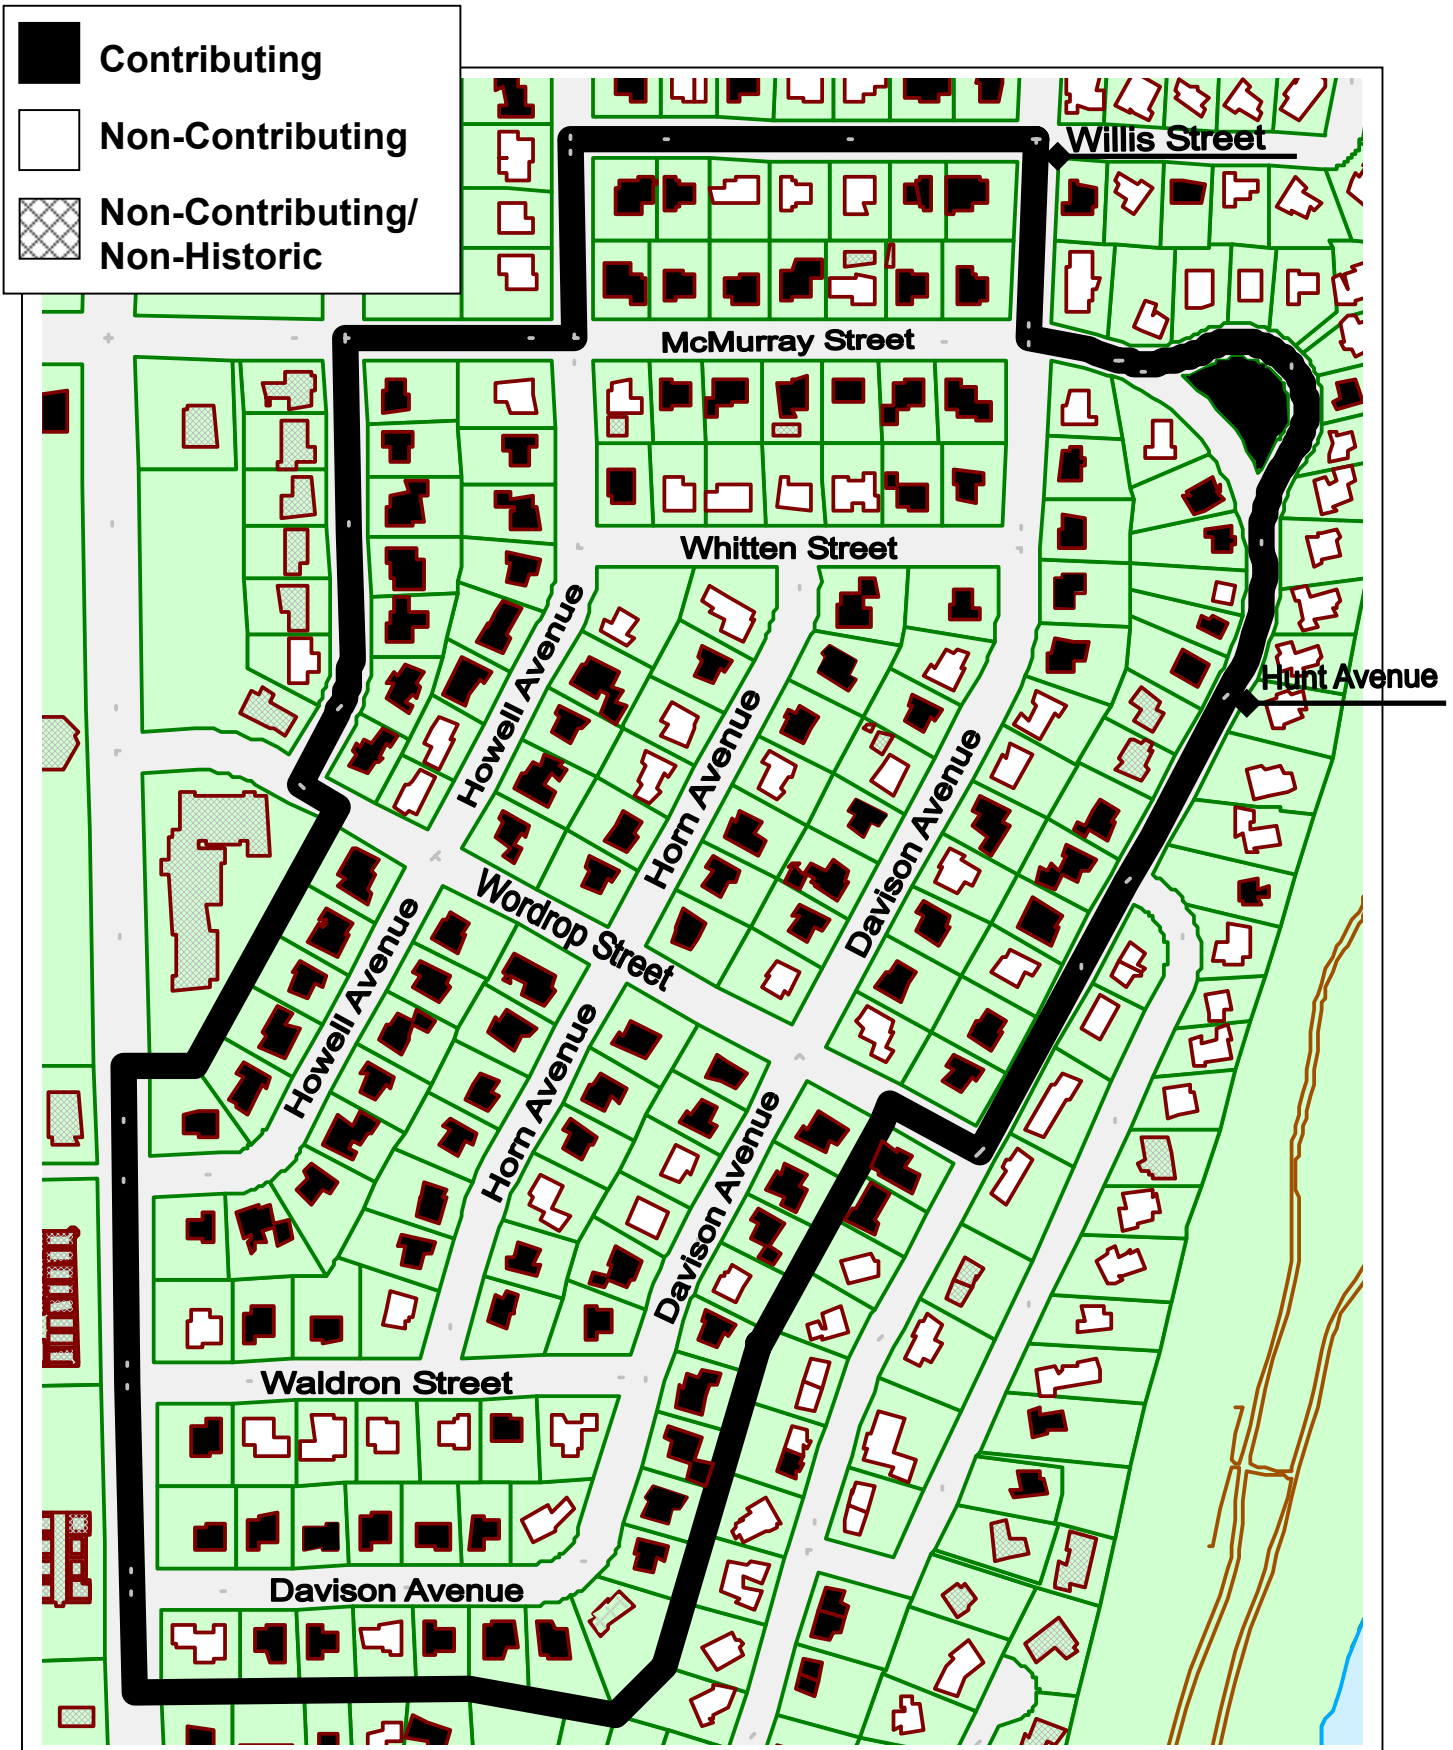 Contributing
Non-Contributing
Non-Contributing/
Non-Historic
Willis Street
McMurray Street
Whitten Street
Howell Avenue
Horn Avenue
Hunt Avenue
Davison Avenue
Wordrop Street
Howell Avenue
Horn Avenue
Davison Avenue
Waldron Street
Davison Avenue